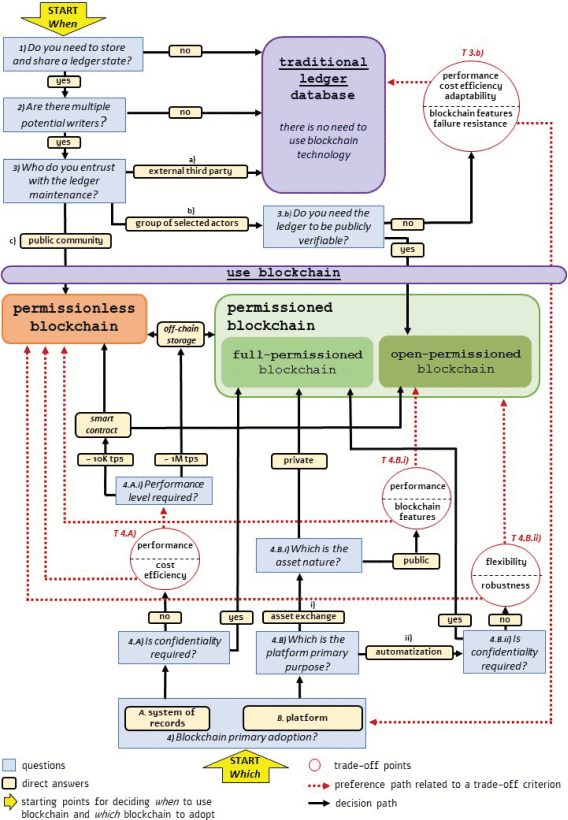 START
When
1) Do you need to store
and share a ledger state?
no
yes
2) Are there multiple
potential writers?
no
yes
3) Who do you entrust
with the ledger
maintenance?
a)
external third party
b)
group of selected actors
c)
public community
traditional
ledger
database
there is no need to
use blockchain
technology
T 3.b)
performance
cost efficiency
adaptability
blockchain features
failure resistance
3.b) Do you need the
ledger to be publicly
verifiable?
no
yes
use blockchain
permissionless
blockchain
off-chain
storage
permissioned
blockchain
full-permissioned
blockchain
open-permissioned
blockchain
smart
contract
~ 10K tps
~ 1M tps
4.A.i) Performance
level required?
private
T 4.B.i)
performance
blockchain
features
T 4.A)
performance
cost
efficiency
4.B.i) Which is the
asset nature?
public
T 4.B.ii)
flexibility
robustness
no
yes
i)
asset exchange
yes
no
4.A) Is confidentiality
required?
4.B) Which is the
platform primary
purpose?
ii)
automatization
4.B.ii) Is
confidentiality
required?
A. system of
records
B. platform
4) Blockchain primary adoption?
START
Which
questions
direct answers
starting points for deciding when to use
blockchain and which blockchain to adopt
trade-off points
preference path related to a trade-off criterion
decision path